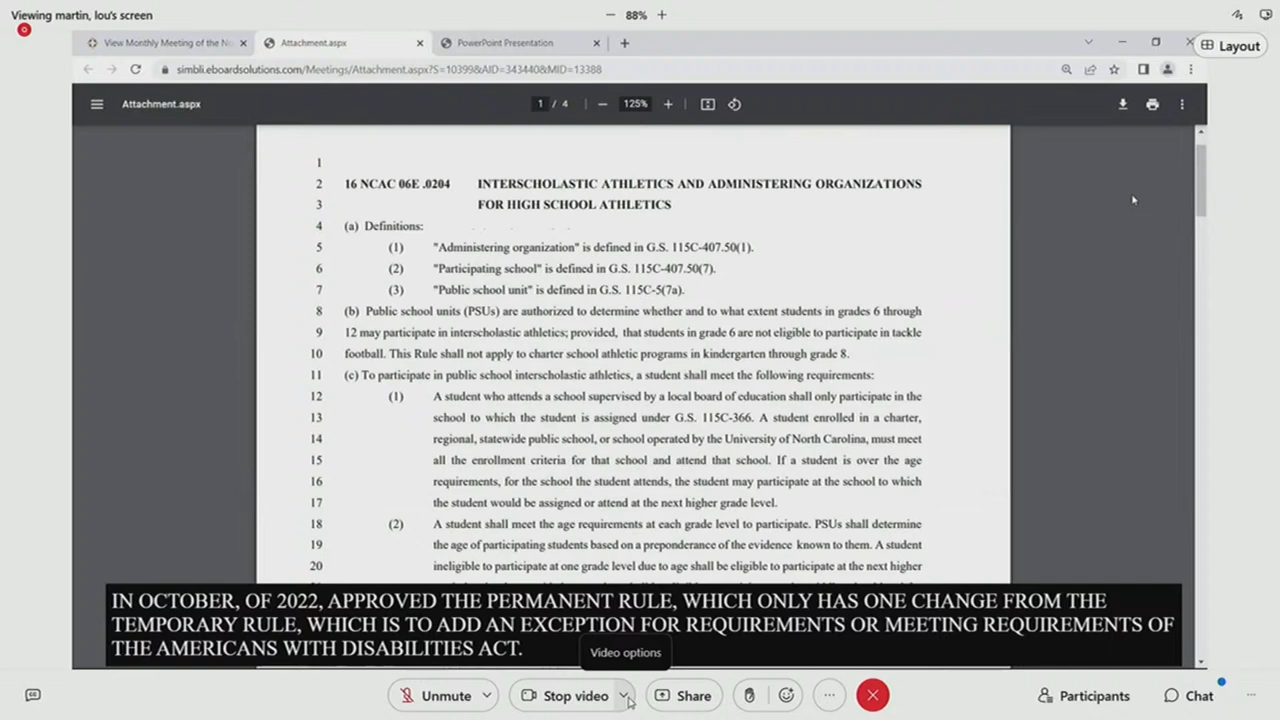 Viewing martin, lou's screen
88%
Layout
View Monthly Meeting of the No
Attachment.aspx
PowerPoint Presentation
simbli.eboardsolutions.com/Meetings/Attachment.aspx?S=10399&AID=343440&MID=13388
Attachment.aspx
1 / 4
125%
1
2 16 NCAC 06E .0204 INTERSCHOLASTIC ATHLETICS AND ADMINISTERING ORGANIZATIONS
3 FOR HIGH SCHOOL ATHLETICS
4 (a) Definitions:
5 (1) "Administering organization" is defined in G.S. 115C-407.50(1).
6 (2) "Participating school" is defined in G.S. 115C-407.50(7).
7 (3) "Public school unit" is defined in G.S. 115C-5(7a).
8 (b) Public school units (PSUs) are authorized to determine whether and to what extent students in grades 6 through
9 12 may participate in interscholastic athletics; provided, that students in grade 6 are not eligible to participate in tackle
10 football. This Rule shall not apply to charter school athletic programs in kindergarten through grade 8.
11 (c) To participate in public school interscholastic athletics, a student shall meet the following requirements:
12 (1) A student who attends a school supervised by a local board of education shall only participate in the
13 school to which the student is assigned under G.S. 115C-366. A student enrolled in a charter,
14 regional, statewide public school, or school operated by the University of North Carolina, must meet
15 all the enrollment criteria for that school and attend that school. If a student is over the age
16 requirements, for the school the student attends, the student may participate at the school to which
17 the student would be assigned or attend at the next higher grade level.
18 (2) A student shall meet the age requirements at each grade level to participate. PSUs shall determine
19 the age of participating students based on a preponderance of the evidence known to them. A student
20 ineligible to participate at one grade level due to age shall be eligible to participate at the next higher
IN OCTOBER, OF 2022, APPROVED THE PERMANENT RULE, WHICH ONLY HAS ONE CHANGE FROM THE
TEMPORARY RULE, WHICH IS TO ADD AN EXCEPTION FOR REQUIREMENTS OR MEETING REQUIREMENTS OF
THE AMERICANS WITH DISABILITIES ACT.
Video options
Unmute
Stop video
Share
Participants
Chat